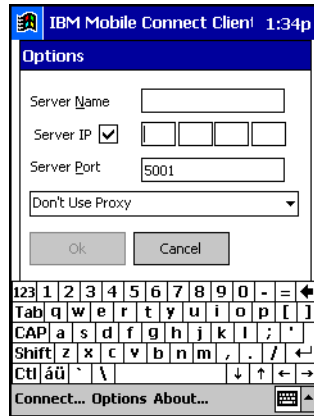 IBM Mobile Connect Client 1:34p
Options
Server Name
Server IP
Server Port 5001
Don't Use Proxy
Ok Cancel
123 1 2 3 4 5 6 7 8 9 0 - =
Tab q w e r t y u i o p [ ]
CAP a s d f g h j k l ; '
Shift z x c v b n m , . /
Ctl áü ` \
Connect... Options About...